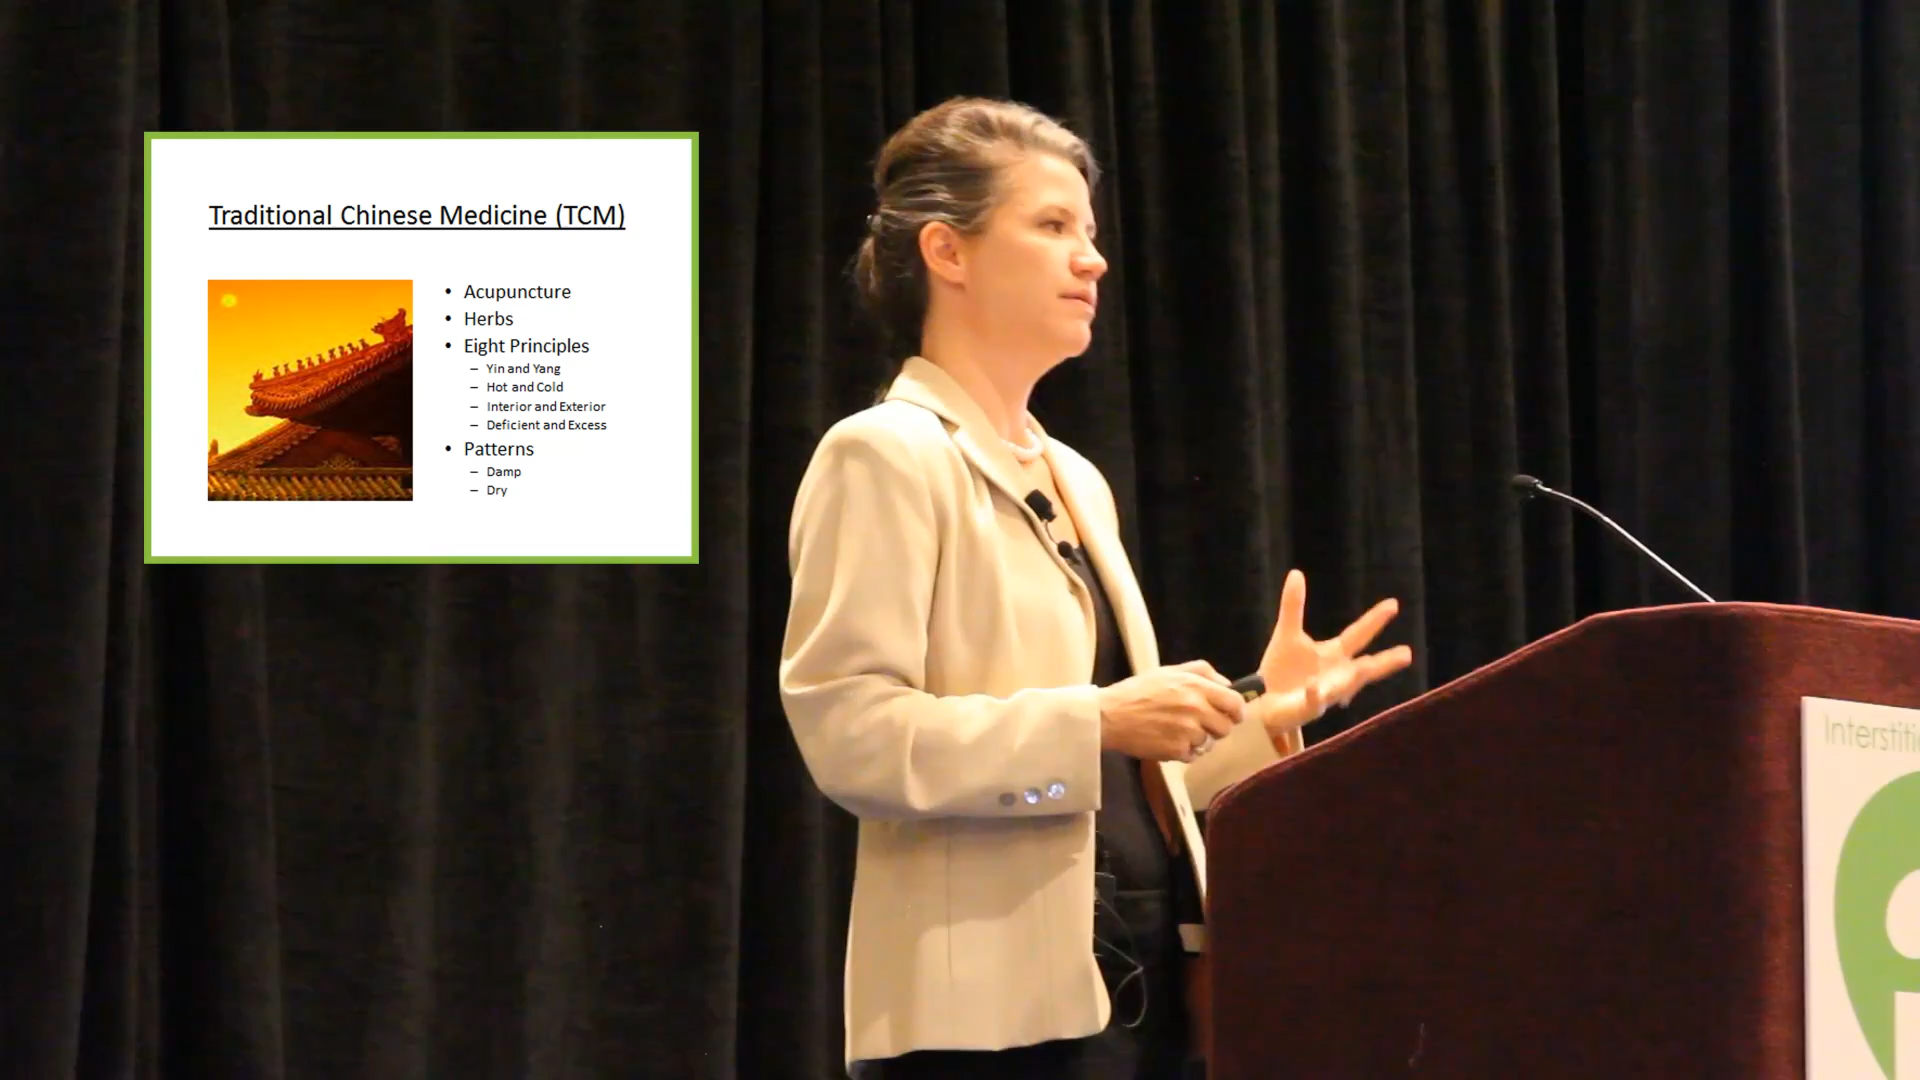 Traditional Chinese Medicine (TCM)
• Acupuncture
• Herbs
• Eight Principles
– Yin and Yang
– Hot and Cold
– Interior and Exterior
– Deficient and Excess
• Patterns
– Damp
– Dry